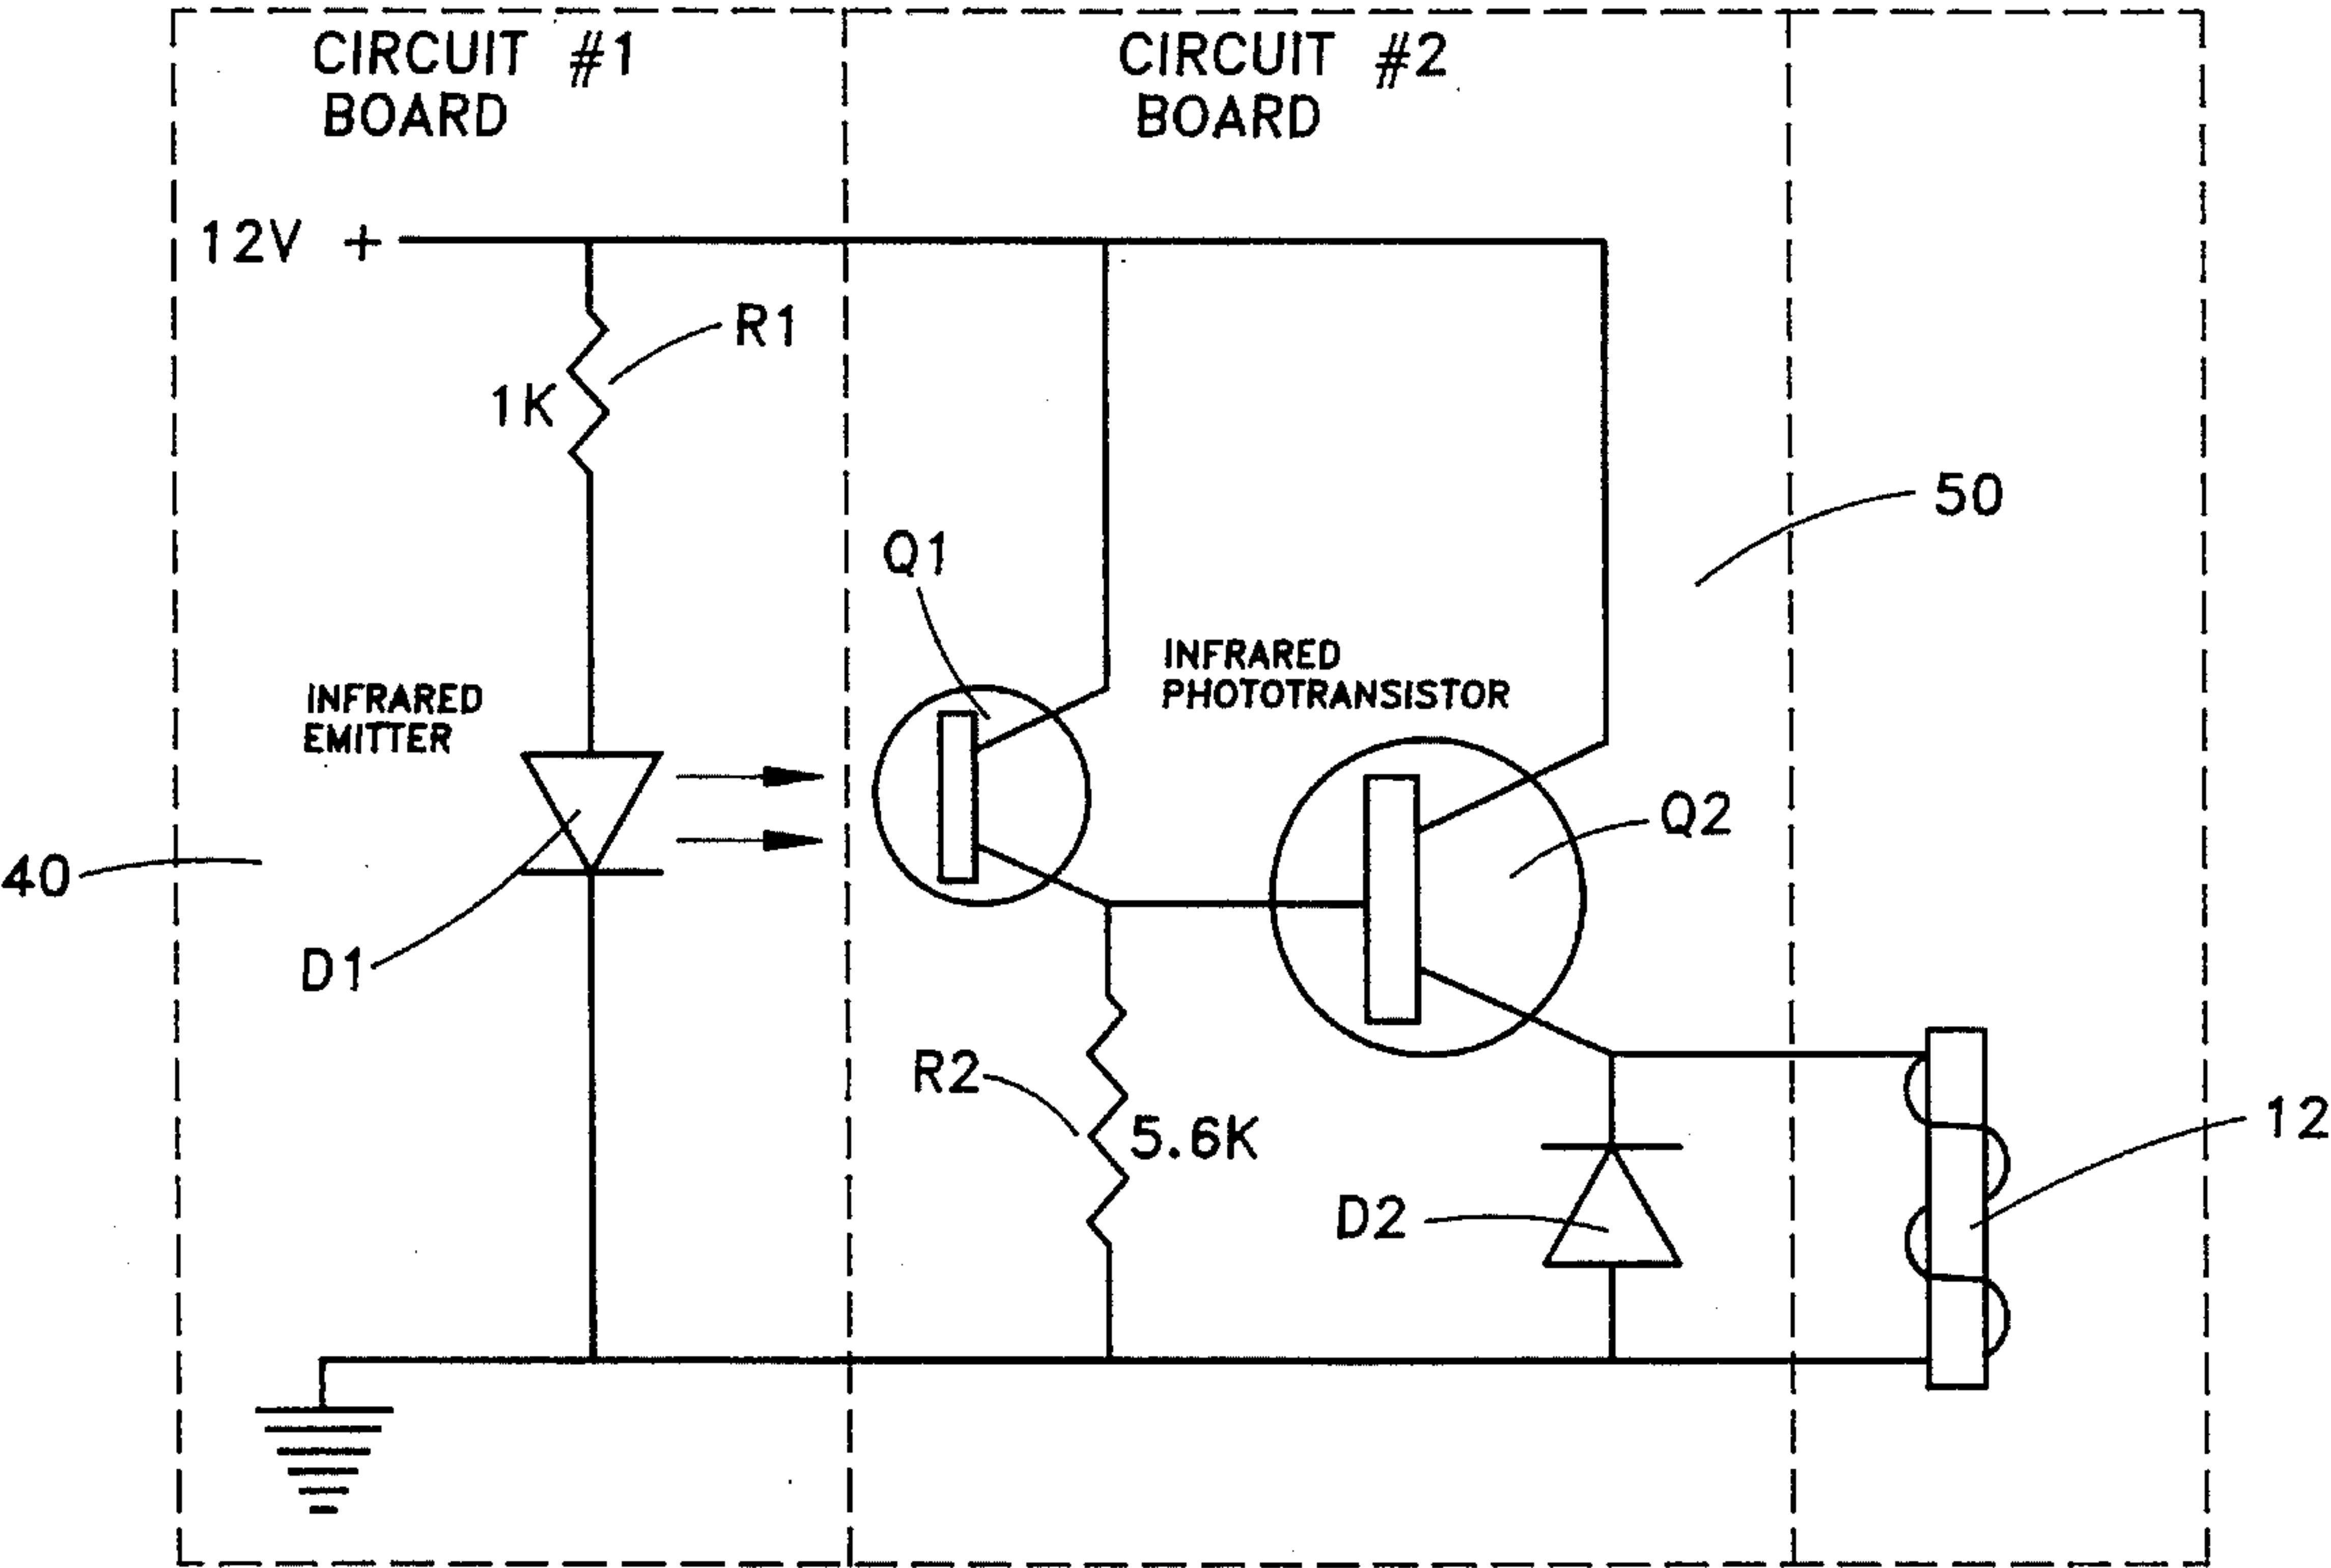 CIRCUIT #1
BOARD
CIRCUIT #2
BOARD
12V +
R1
1K
50
Q1
INFRARED
PHOTOTRANSISTOR
INFRARED
EMITTER
Q2
40
D1
R2
5.6K
12
D2